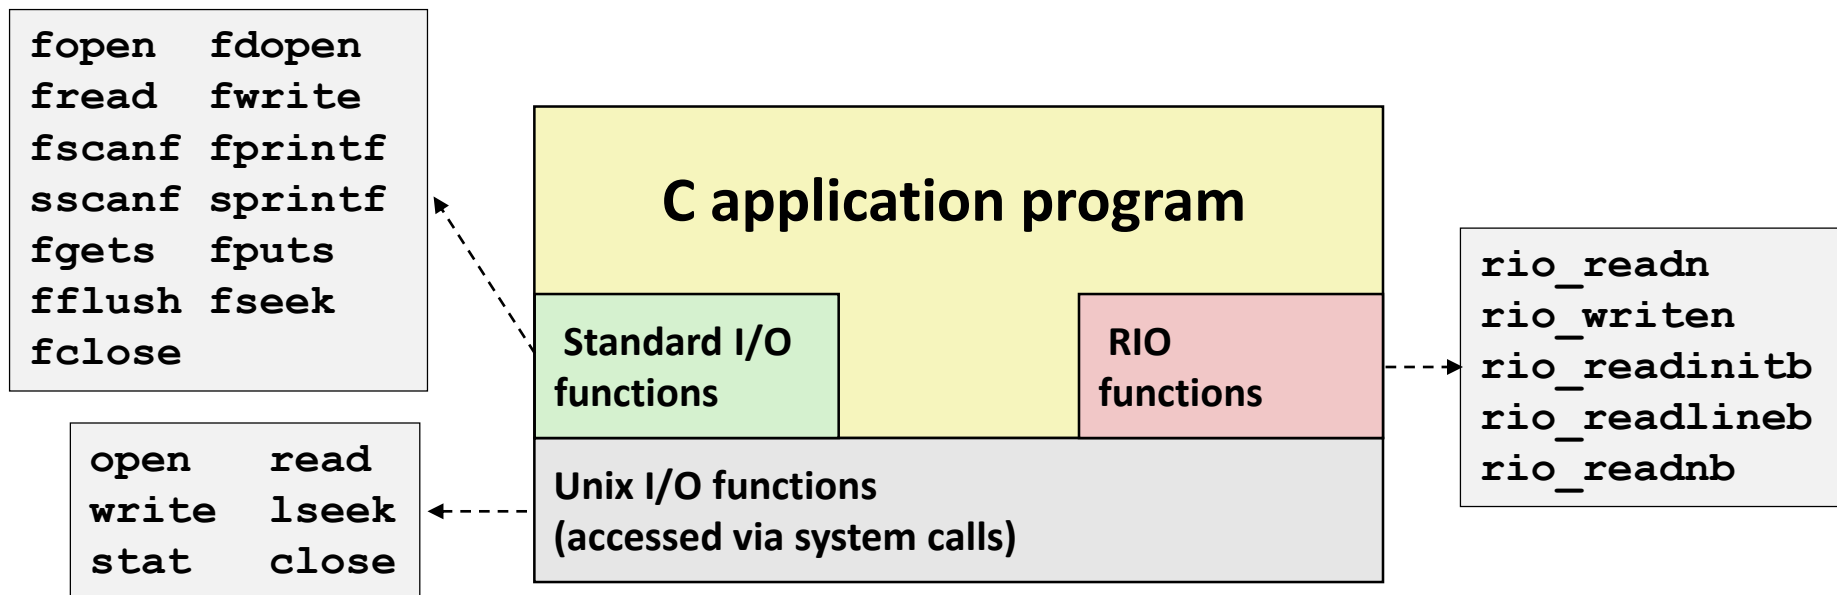 fopen fdopen
fread fwrite
fscanf fprintf
sscanf sprintf
fgets fputs
fflush fseek
fclose
C application program
Standard I/O
functions
RIO
functions
rio_readn
rio_writen
rio_readinitb
rio_readlineb
rio_readnb
open read
write lseek
stat close
Unix I/O functions
(accessed via system calls)